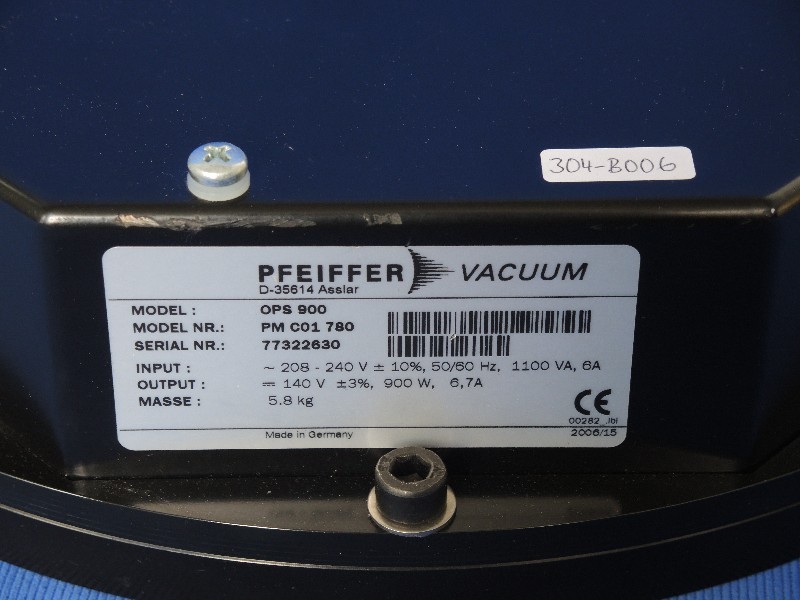 304-B006
PFEIFFER VACUUM
D-35614 Asslar
MODEL : OPS 900
MODEL NR.: PM C01 780
SERIAL NR.: 77322630
INPUT : ~ 208 - 240 V ± 10%, 50/60 Hz, 1100 VA, 6A
OUTPUT : ⎓ 140 V ±3%, 900 W, 6,7A
MASSE : 5.8 kg
CE
00282_.lbl
Made in Germany 2006/15